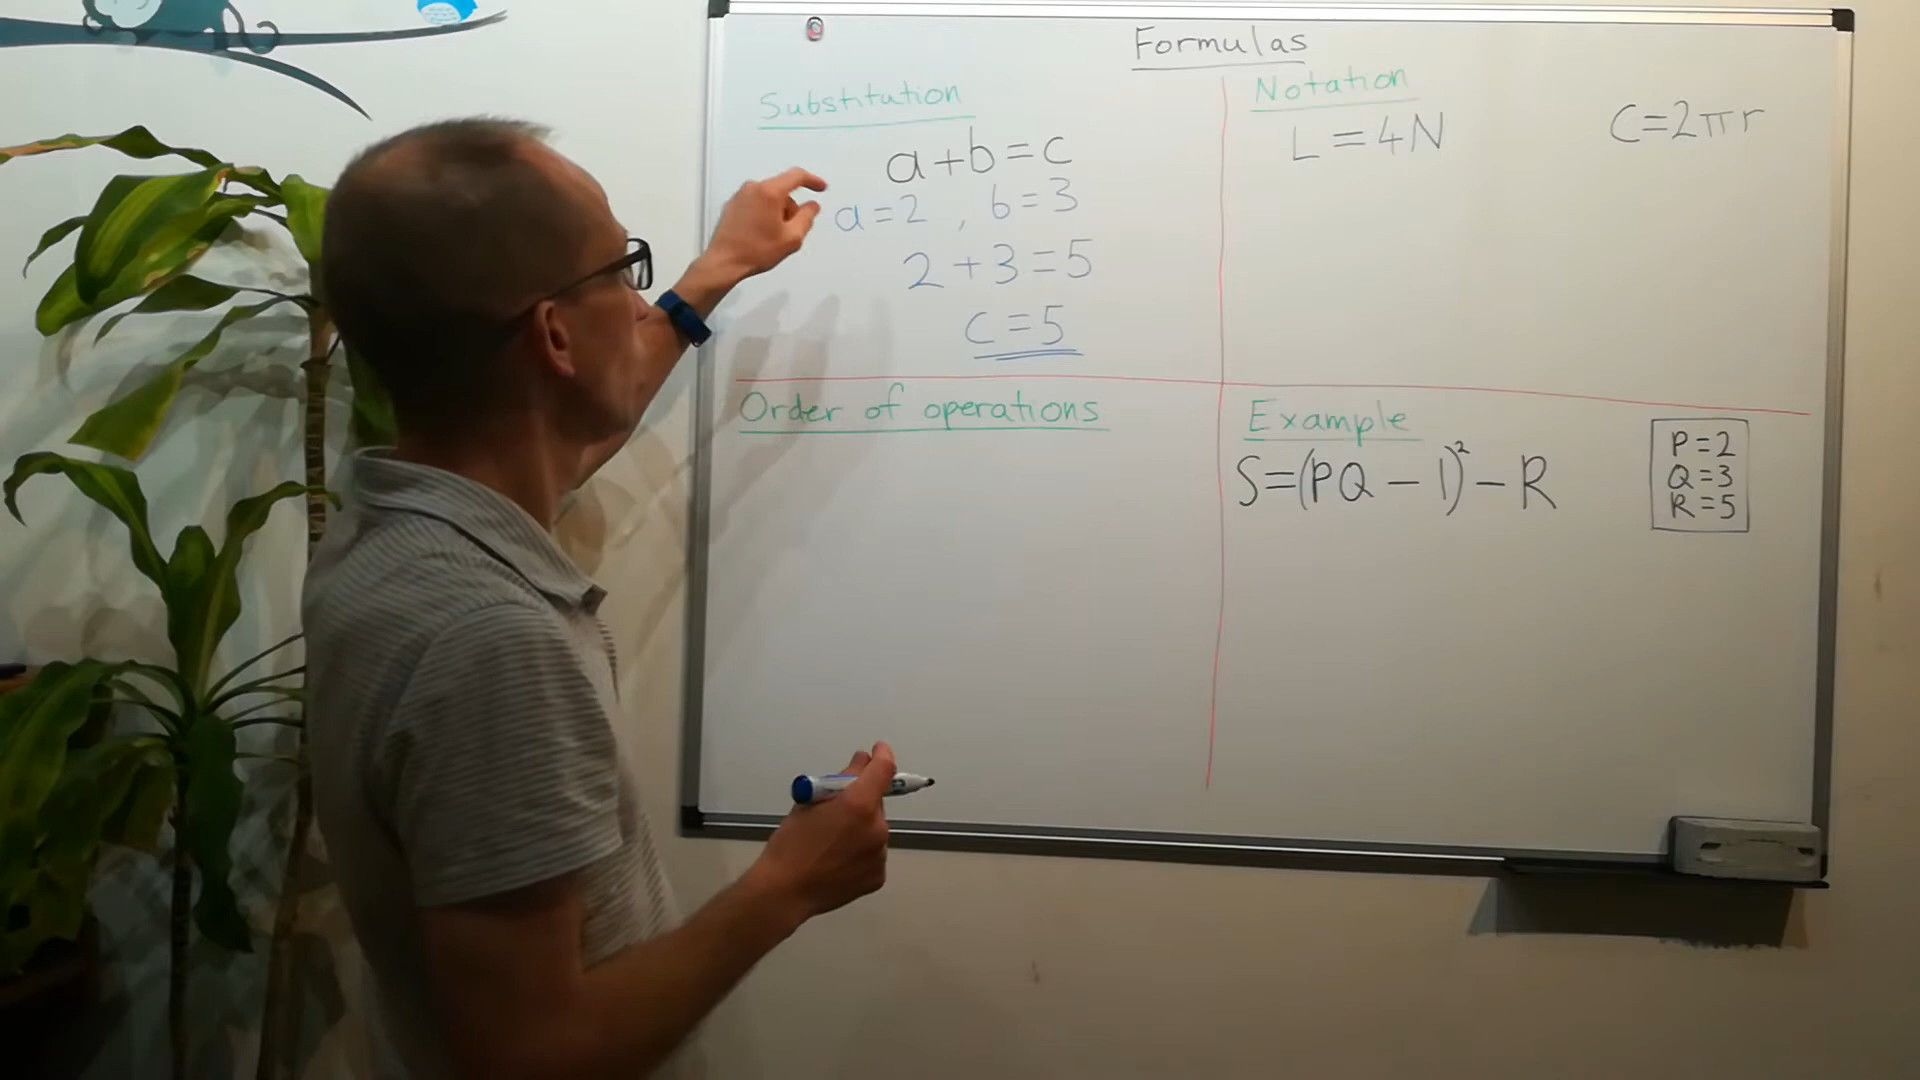 Formulas
Substitution
a+b=c
a=2 , b=3
2+3=5
c=5
Notation
L=4N
C=2πr
Order of operations
Example
S=(PQ-1)²-R
P=2
Q=3
R=5